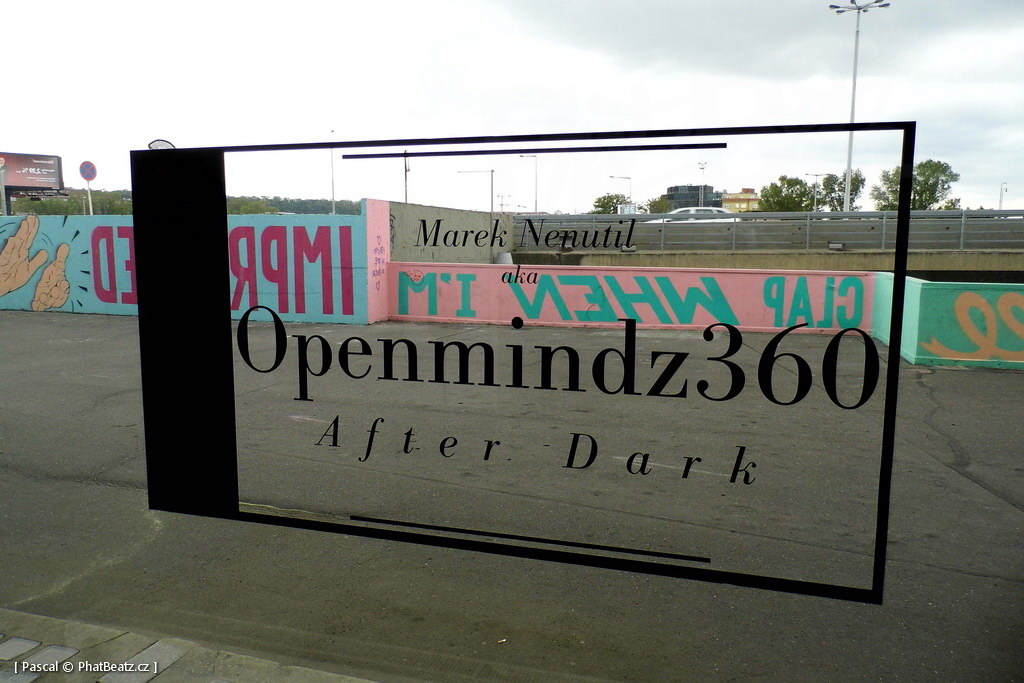 Marek Nenutil
aka
Openmindz360
After Dark
CLAP WHEN I'M
IMPR ED
[ Pascal © PhatBeatz.cz ]